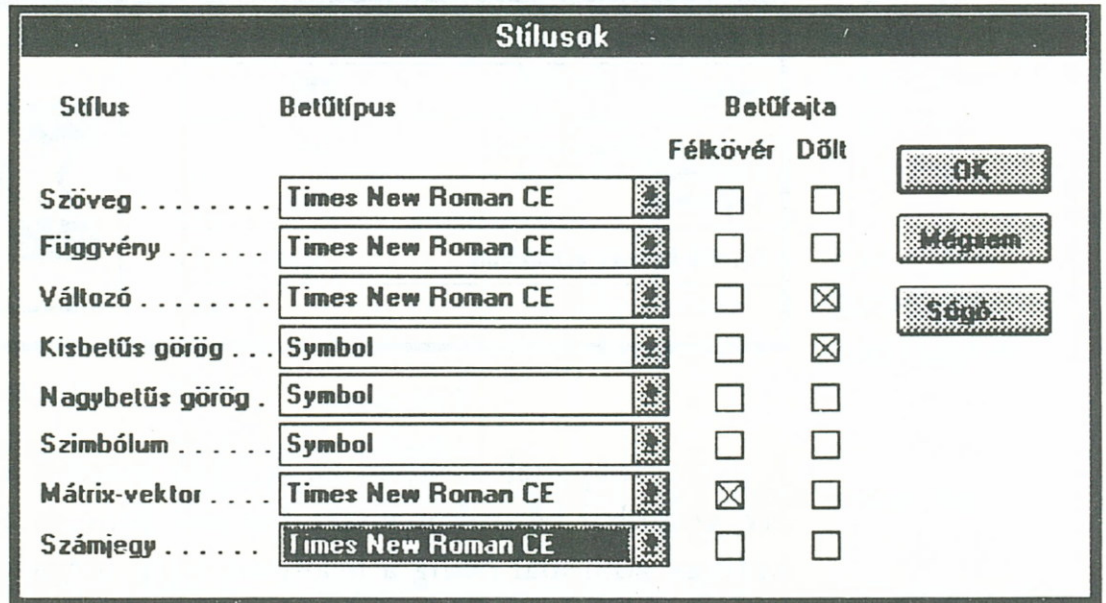 Stílusok
Stílus Betűtípus Betűfajta
Félkövér Dőlt
Szöveg . . . . . . . . Times New Roman CE
OK
Függvény . . . . . . Times New Roman CE
Mégsem
Változó . . . . . . . . Times New Roman CE
Súgó...
Kisbetűs görög . . . Symbol
Nagybetűs görög . Symbol
Szimbólum . . . . . . Symbol
Mátrix-vektor . . . . Times New Roman CE
Számjegy . . . . . . Times New Roman CE